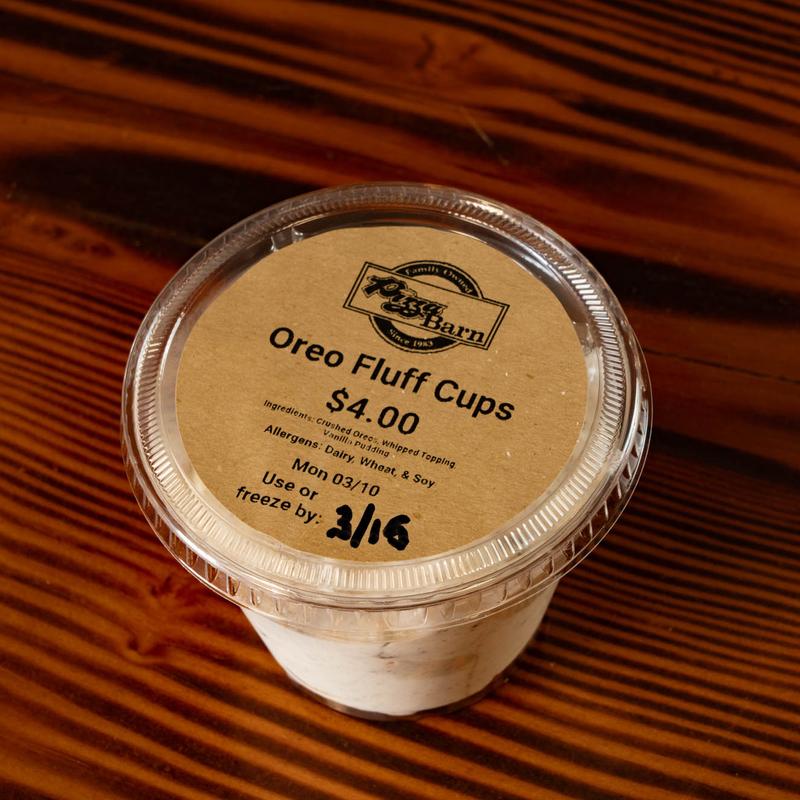 Family Owned
Pizza
Barn
Since 1983
Oreo Fluff Cups
$4.00
Ingredients: Crushed Oreos, Whipped Topping,
Vanilla Pudding
Allergens: Dairy, Wheat, & Soy
Mon 03/10
Use or
freeze by: 3/16